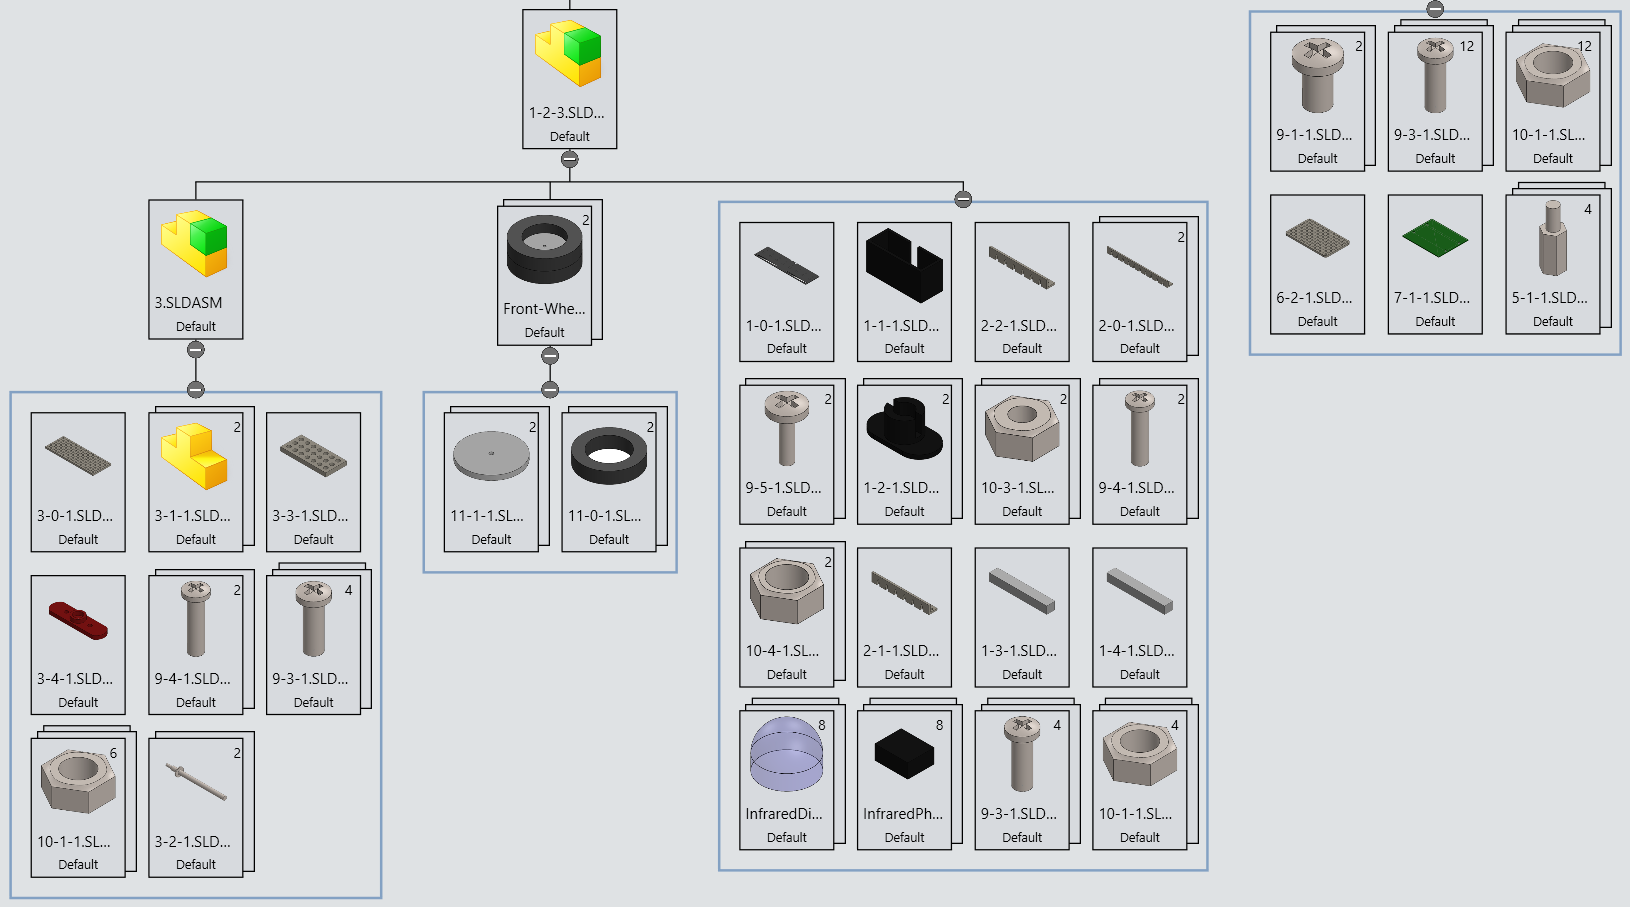 1-2-3.SLD...
Default
2
9-1-1.SLD...
Default
12
9-3-1.SLD...
Default
12
10-1-1.SL...
Default
6-2-1.SLD...
Default
7-1-1.SLD...
Default
4
5-1-1.SLD...
Default
3.SLDASM
Default
2
Front-Whe...
Default
3-0-1.SLD...
Default
2
3-1-1.SLD...
Default
3-3-1.SLD...
Default
3-4-1.SLD...
Default
2
9-4-1.SLD...
Default
4
9-3-1.SLD...
Default
6
10-1-1.SL...
Default
2
3-2-1.SLD...
Default
2
11-1-1.SL...
Default
2
11-0-1.SL...
Default
1-0-1.SLD...
Default
1-1-1.SLD...
Default
2-2-1.SLD...
Default
2
2-0-1.SLD...
Default
2
9-5-1.SLD...
Default
2
1-2-1.SLD...
Default
2
10-3-1.SL...
Default
2
9-4-1.SLD...
Default
2
10-4-1.SL...
Default
2-1-1.SLD...
Default
1-3-1.SLD...
Default
1-4-1.SLD...
Default
8
InfraredDi...
Default
8
InfraredPh...
Default
4
9-3-1.SLD...
Default
4
10-1-1.SL...
Default